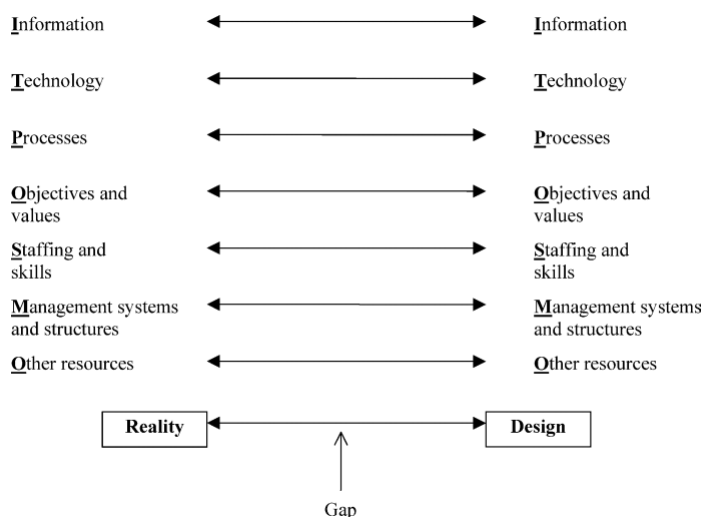 Information Information
Technology Technology
Processes Processes
Objectives and Objectives and
values values
Staffing and Staffing and
skills skills
Management systems Management systems
and structures and structures
Other resources Other resources
Reality Design
Gap